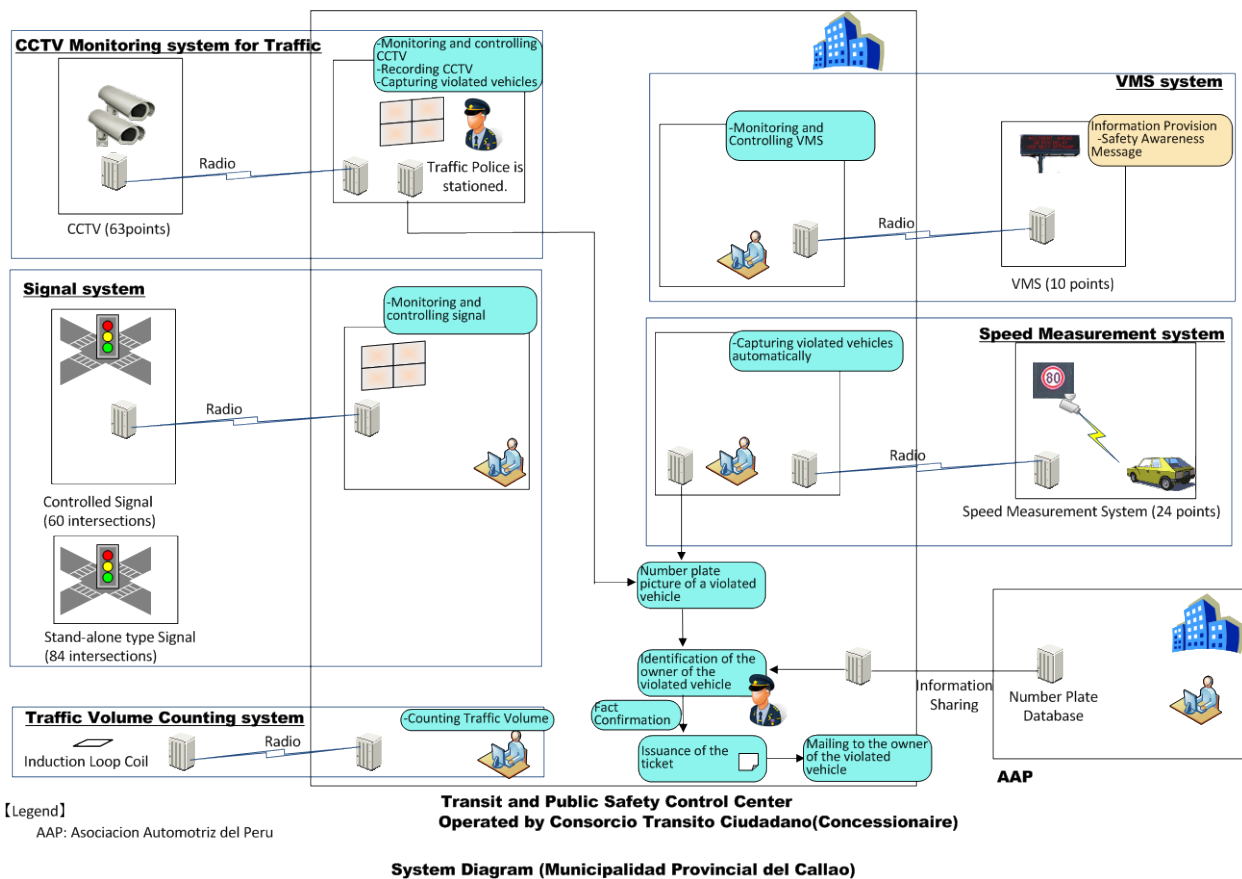 CCTV Monitoring system for Traffic
-Monitoring and controlling
CCTV
-Recording CCTV
-Capturing violated vehicles
Radio
Traffic Police is
stationed.
CCTV (63points)
VMS system
-Monitoring and
Controlling VMS
Information Provision
-Safety Awareness
Message
Radio
VMS (10 points)
Signal system
-Monitoring and
controlling signal
Radio
Controlled Signal
(60 intersections)
Stand-alone type Signal
(84 intersections)
Speed Measurement system
-Capturing violated vehicles
automatically
80
Radio
Speed Measurement System (24 points)
Number plate
picture of a violated
vehicle
Identification of the
owner of the
violated vehicle
Information
Sharing
Number Plate
Database
Fact
Confirmation
Issuance of the
ticket
Mailing to the owner
of the violated
vehicle
AAP
Traffic Volume Counting system
-Counting Traffic Volume
Radio
Induction Loop Coil
Transit and Public Safety Control Center
Operated by Consorcio Transito Ciudadano(Concessionaire)
【Legend】
AAP: Asociacion Automotriz del Peru
System Diagram (Municipalidad Provincial del Callao)